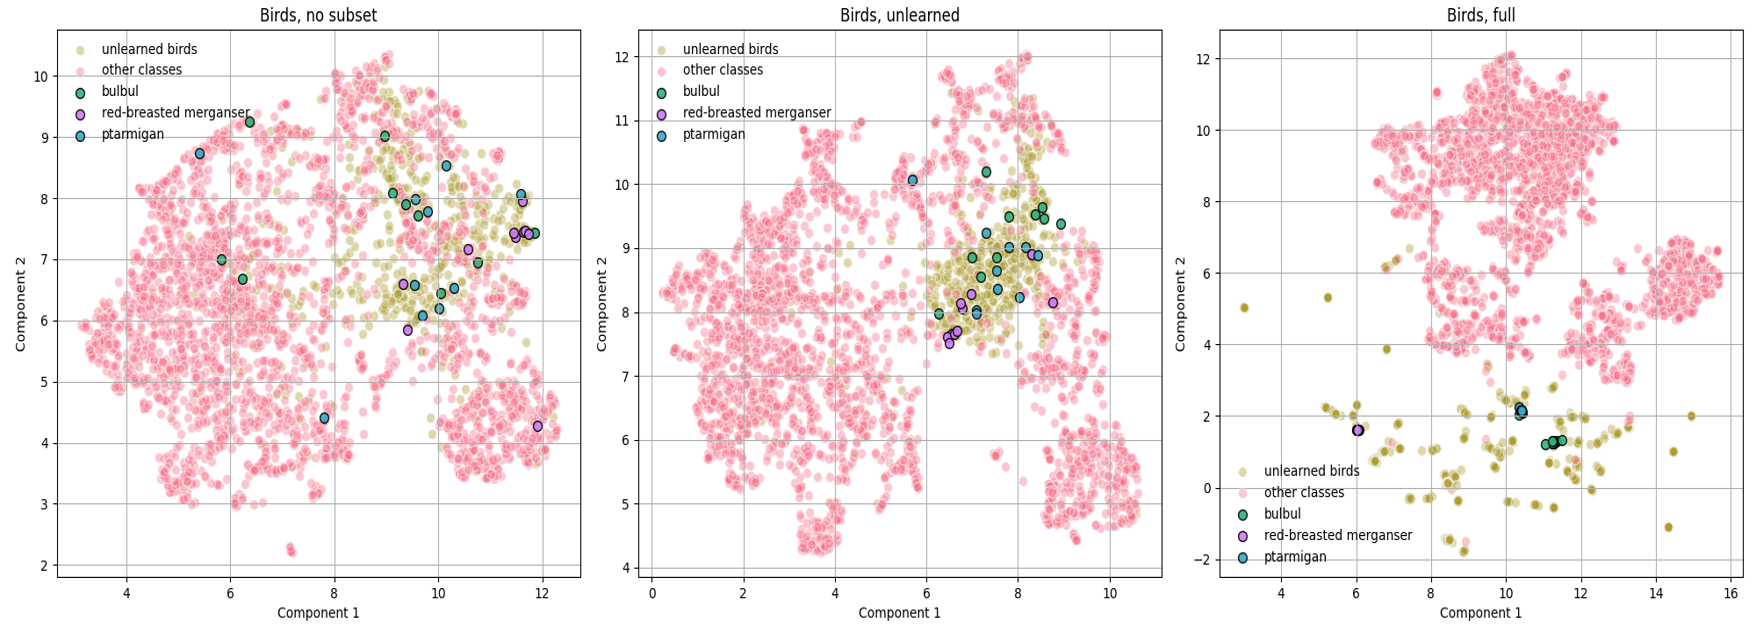 Birds, no subset
unlearned birds
other classes
bulbul
red-breasted merganser
ptarmigan
Component 2
10
9
8
7
6
5
4
3
2
4
6
8
10
12
Component 1
Birds, unlearned
unlearned birds
other classes
bulbul
red-breasted merganser
ptarmigan
Component 2
12
11
10
9
8
7
6
5
4
0
2
4
6
8
10
Component 1
Birds, full
Component 2
12
10
8
6
4
2
0
−2
unlearned birds
other classes
bulbul
red-breasted merganser
ptarmigan
4
6
8
10
12
14
16
Component 1